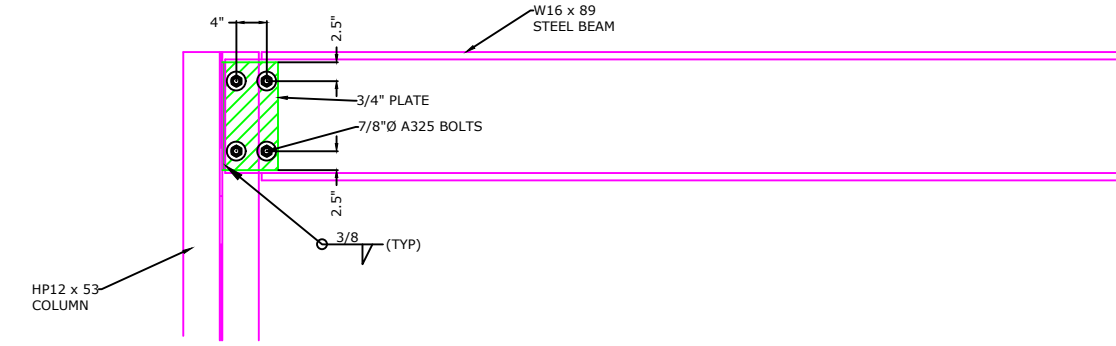 W16 x 89
STEEL BEAM
4"
2.5"
3/4" PLATE
7/8"Ø A325 BOLTS
2.5"
3/8
(TYP)
HP12 x 53
COLUMN